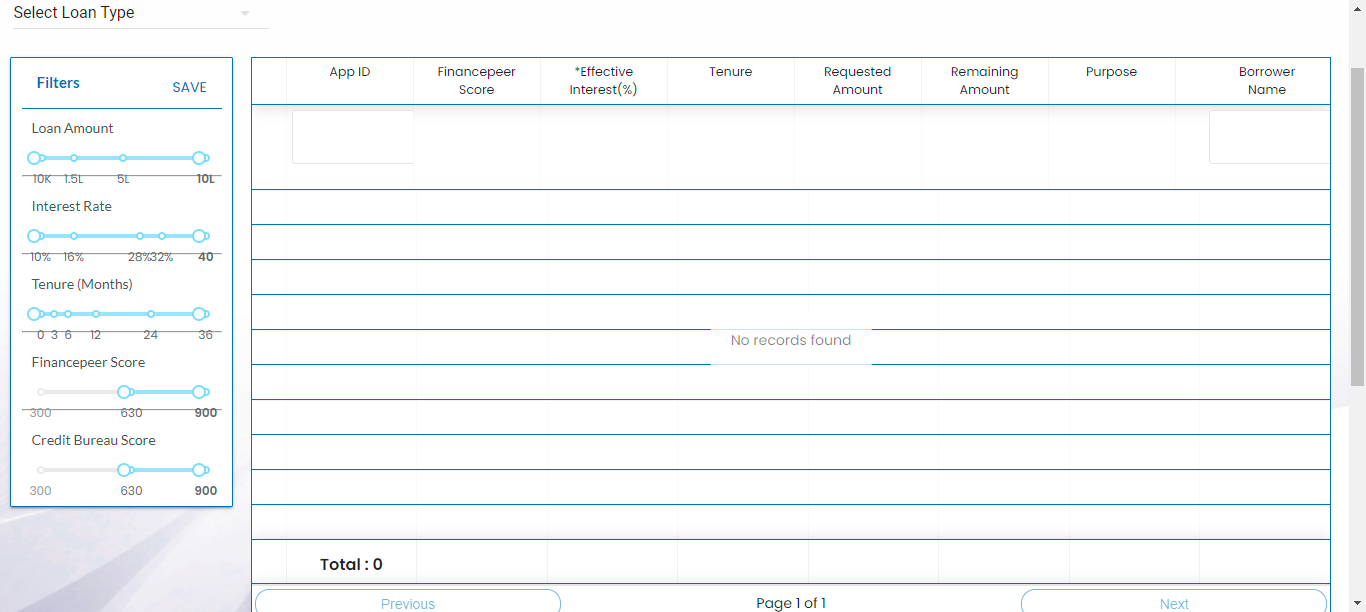 Select Loan Type
Filters
SAVE
Loan Amount
10K 1.5L 5L 10L
Interest Rate
10% 16% 28% 32% 40
Tenure (Months)
0 3 6 12 24 36
Financepeer Score
300 630 900
Credit Bureau Score
300 630 900
App ID
Financepeer
Score
*Effective
Interest(%)
Tenure
Requested
Amount
Remaining
Amount
Purpose
Borrower
Name
No records found
Total : 0
Previous
Page 1 of 1
Next